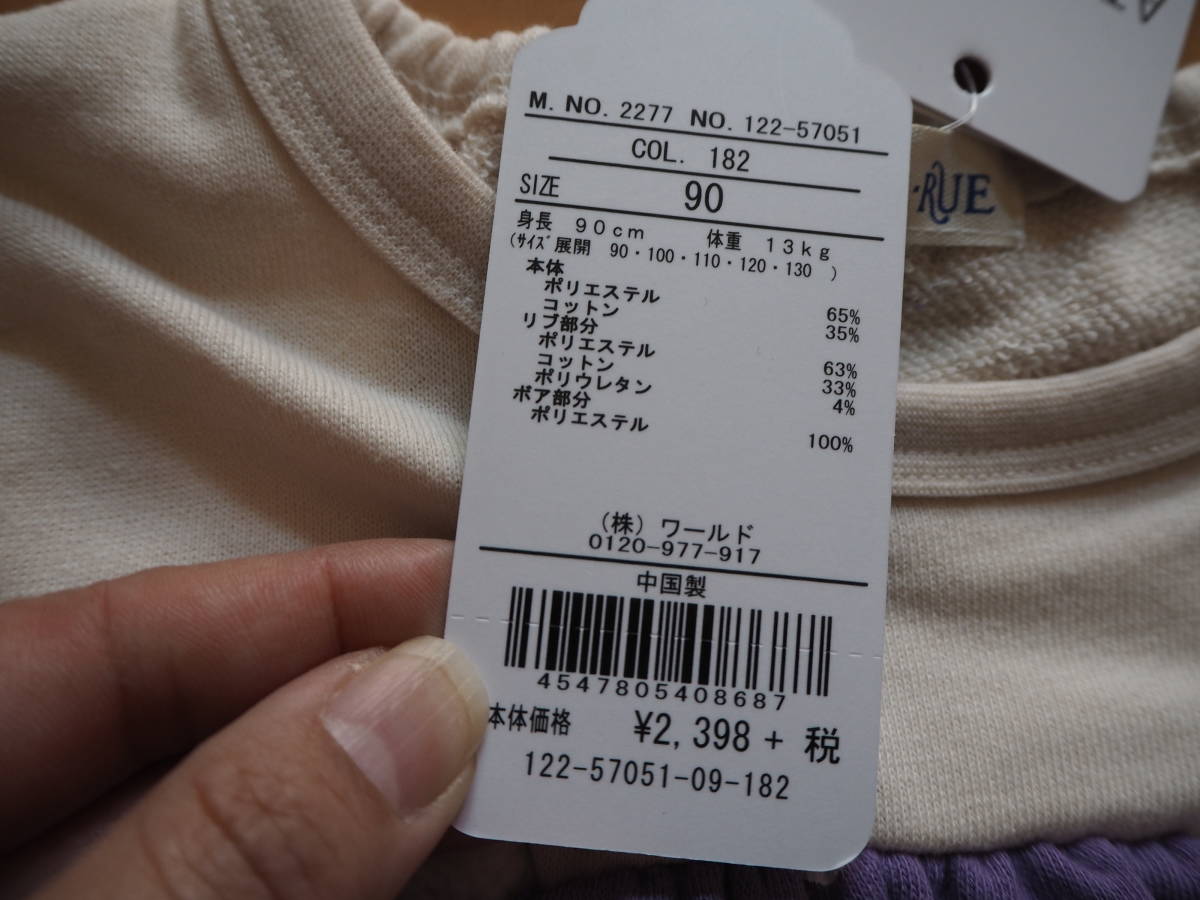 M. NO. 2277 NO. 122-57051
COL. 182
SIZE 90
身長 90cm 体重 13kg
(サイズ展開 90・100・110・120・130 )
本体
ポリエステル 65%
コットン 35%
リブ部分
ポリエステル 63%
コットン 33%
ポリウレタン 4%
ボア部分
ポリエステル 100%
(株) ワールド
0120-977-917
中国製
4547805408687
本体価格 ¥2,398 + 税
122-57051-09-182
RUE